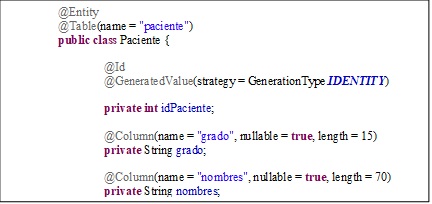 @Entity
@Table(name = "paciente")
public class Paciente {
@Id
@GeneratedValue(strategy = GenerationType.IDENTITY)
private int idPaciente;
@Column(name = "grado", nullable = true, length = 15)
private String grado;
@Column(name = "nombres", nullable = true, length = 70)
private String nombres;